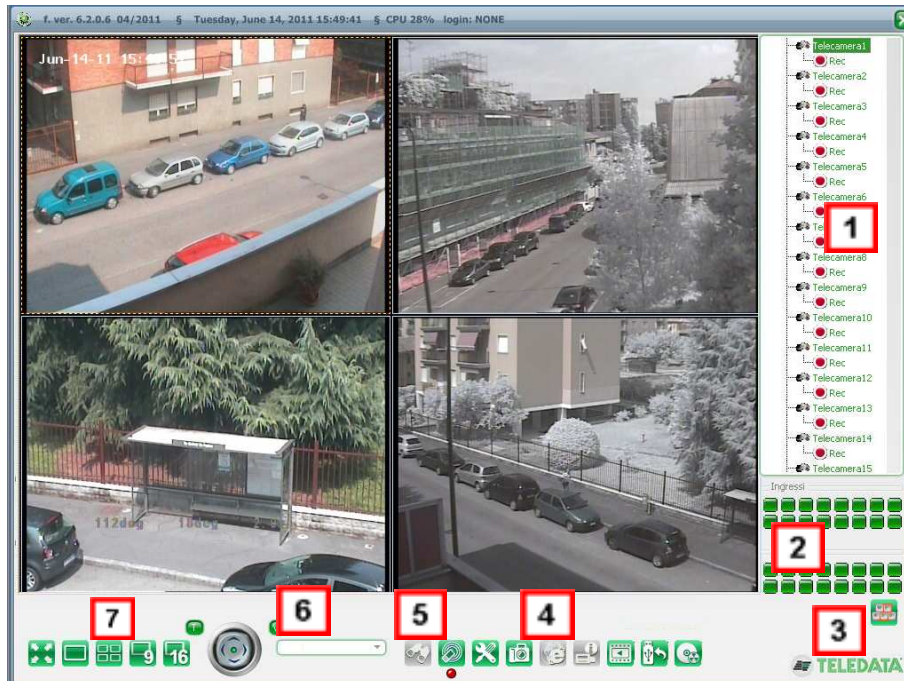 f. ver. 6.2.0.6 04/2011 § Tuesday, June 14, 2011 15:49:41 § CPU 28% login: NONE
Jun-14-11 15:
Telecamera1
Rec
Telecamera2
Rec
Telecamera3
Rec
Telecamera4
Rec
Telecamera5
Rec
Telecamera6
1
Telecamera8
Rec
Telecamera9
Rec
Telecamera10
Rec
Telecamera11
Rec
Telecamera12
Rec
Telecamera13
Rec
Telecamera14
Rec
Telecamera15
Ingressi
2
112deg 18deg
7
6
5
4
3
9
16
TELEDATA